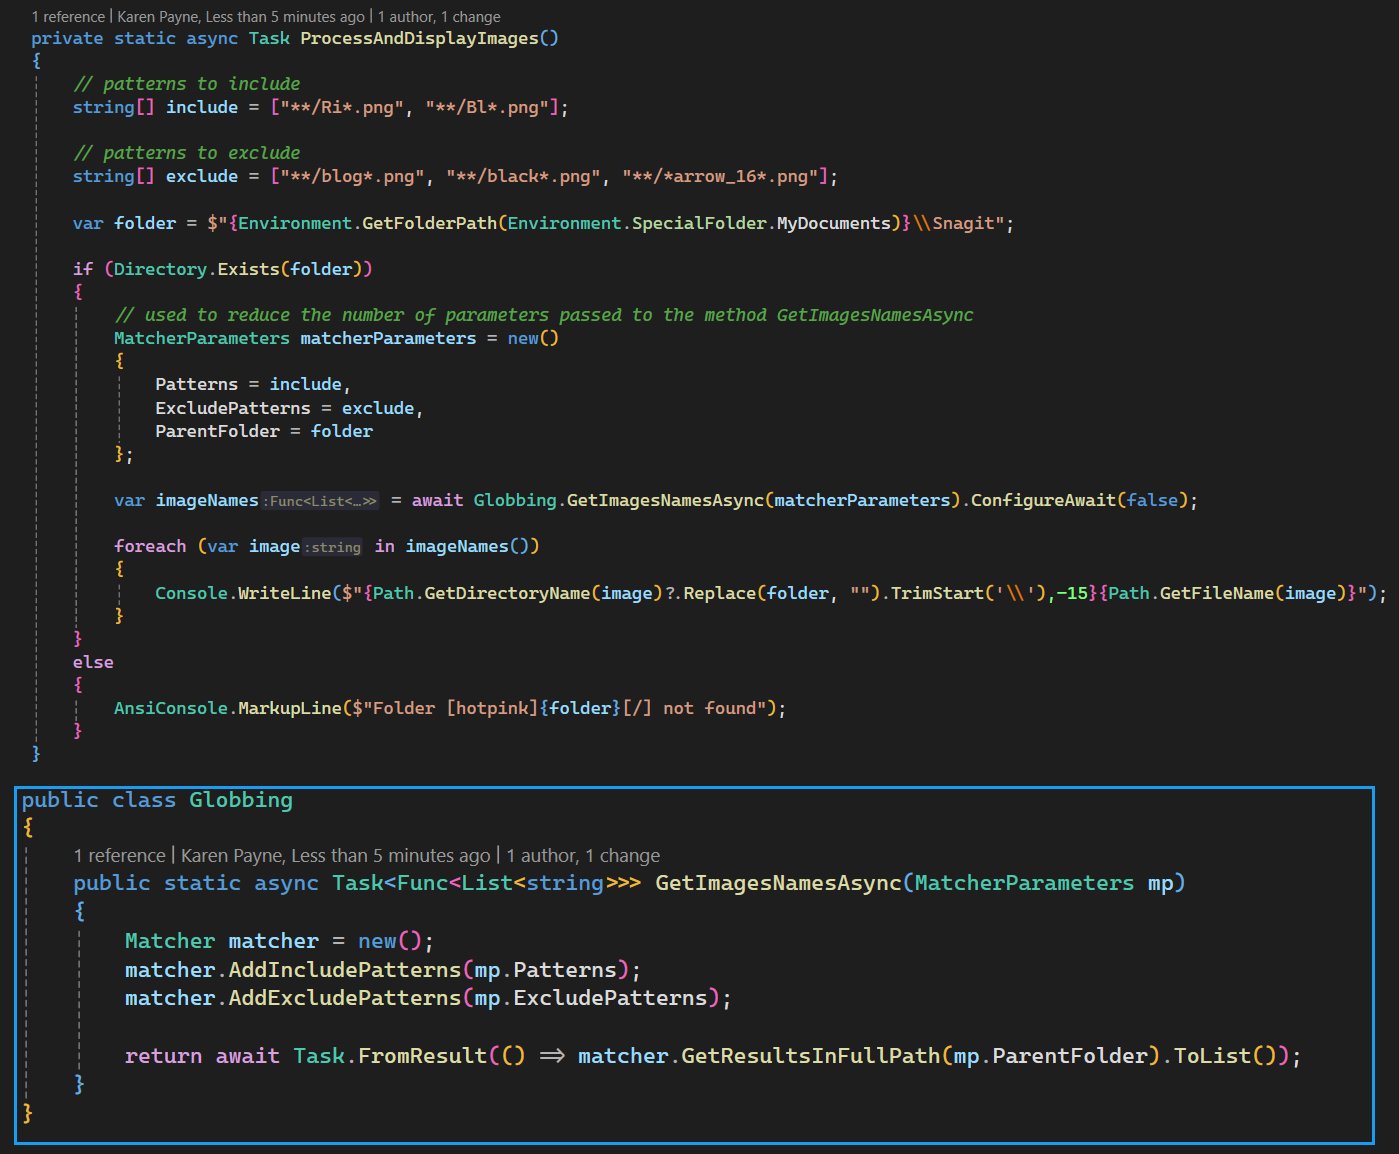 1 reference | Karen Payne, Less than 5 minutes ago | 1 author, 1 change
private static async Task ProcessAndDisplayImages()
{
    // patterns to include
    string[] include = ["**/Ri*.png", "**/Bl*.png"];

    // patterns to exclude
    string[] exclude = ["**/blog*.png", "**/black*.png", "**/*arrow_16*.png"];

    var folder = $"{Environment.GetFolderPath(Environment.SpecialFolder.MyDocuments)}\\Snagit";

    if (Directory.Exists(folder))
    {
        // used to reduce the number of parameters passed to the method GetImagesNamesAsync
        MatcherParameters matcherParameters = new()
        {
            Patterns = include,
            ExcludePatterns = exclude,
            ParentFolder = folder
        };

        var imageNames :Func<List<…>> = await Globbing.GetImagesNamesAsync(matcherParameters).ConfigureAwait(false);

        foreach (var image :string in imageNames())
        {
            Console.WriteLine($"{Path.GetDirectoryName(image)?.Replace(folder, "").TrimStart('\\'),-15}{Path.GetFileName(image)}");
        }
    }
    else
    {
        AnsiConsole.MarkupLine($"Folder [hotpink]{folder}[/] not found");
    }
}
public class Globbing
{
    1 reference | Karen Payne, Less than 5 minutes ago | 1 author, 1 change
    public static async Task<Func<List<string>>> GetImagesNamesAsync(MatcherParameters mp)
    {
        Matcher matcher = new();
        matcher.AddIncludePatterns(mp.Patterns);
        matcher.AddExcludePatterns(mp.ExcludePatterns);

        return await Task.FromResult(() => matcher.GetResultsInFullPath(mp.ParentFolder).ToList());
    }
}